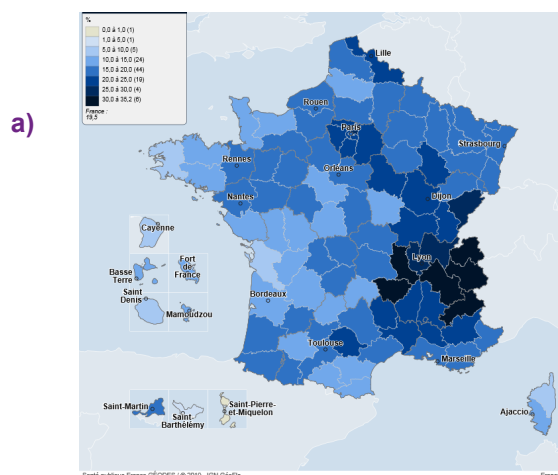 a)
%
0,0 à 1,0 (1)
1,0 à 5,0 (1)
5,0 à 10,0 (5)
10,0 à 15,0 (24)
15,0 à 20,0 (44)
20,0 à 25,0 (19)
25,0 à 30,0 (4)
30,0 à 35,2 (6)
France :
19,5
Lille
Rouen
Paris
Strasbourg
Rennes
Orléans
Nantes
Dijon
Cayenne
Lyon
Basse
Terre
Fort
de
France
Saint
Denis
Mamoudzou
Bordeaux
Toulouse
Marseille
Saint-Martin
Saint-
Barthélémy
Saint-Pierre
et-Miquelon
Ajaccio